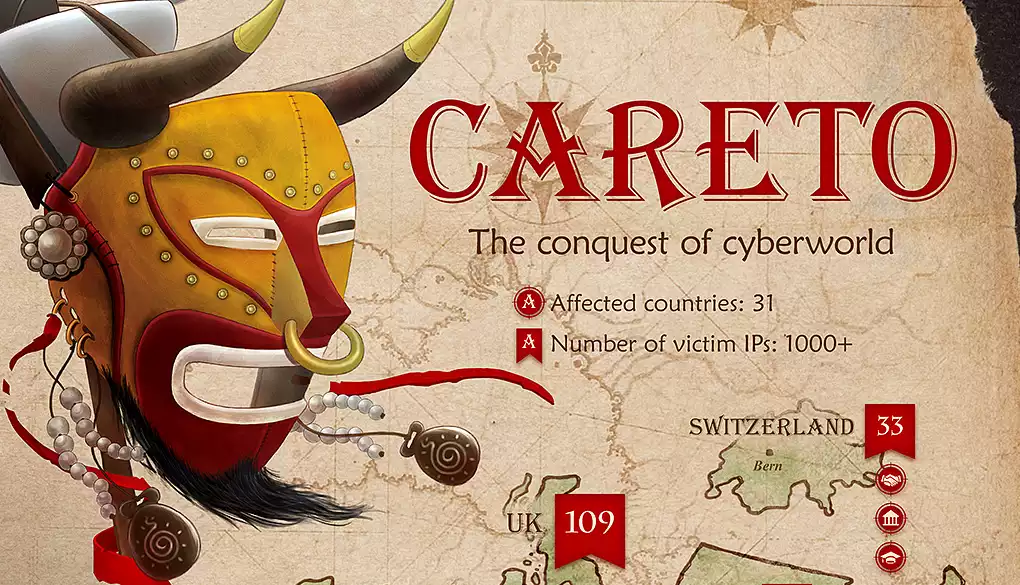 CARETO
The conquest of cyberworld
A Affected countries: 31
A Number of victim IPs: 1000+
SWITZERLAND 33
Bern
UK 109